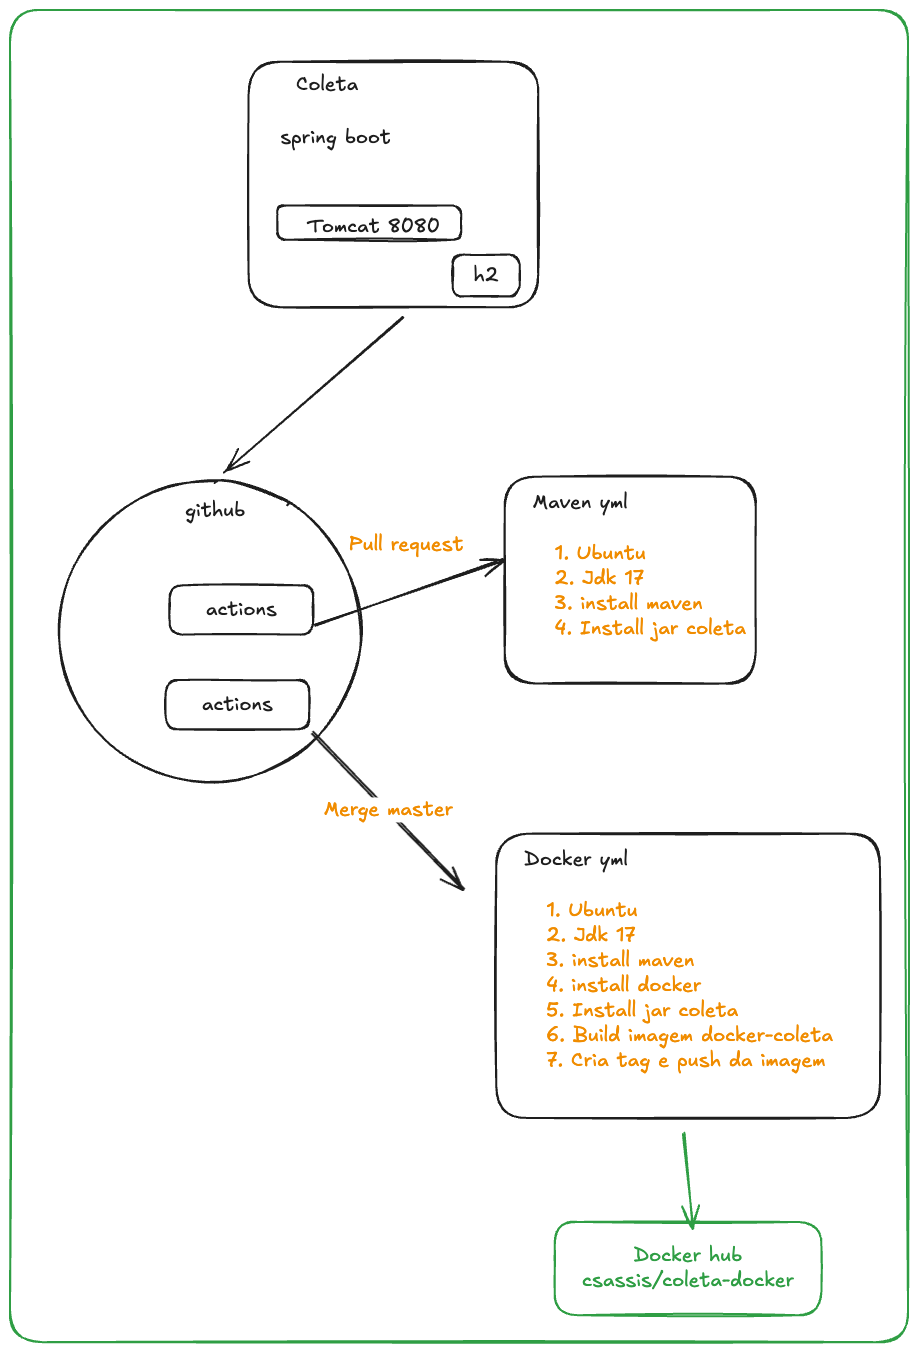 Coleta
spring boot
Tomcat 8080
h2
github
actions
actions
Pull request
Maven yml
1. Ubuntu
2. Jdk 17
3. install maven
4. Install jar coleta
Merge master
Docker yml
1. Ubuntu
2. Jdk 17
3. install maven
4. install docker
5. Install jar coleta
6. Build imagem docker-coleta
7. Cria tag e push da imagem
Docker hub
csassis/coleta-docker